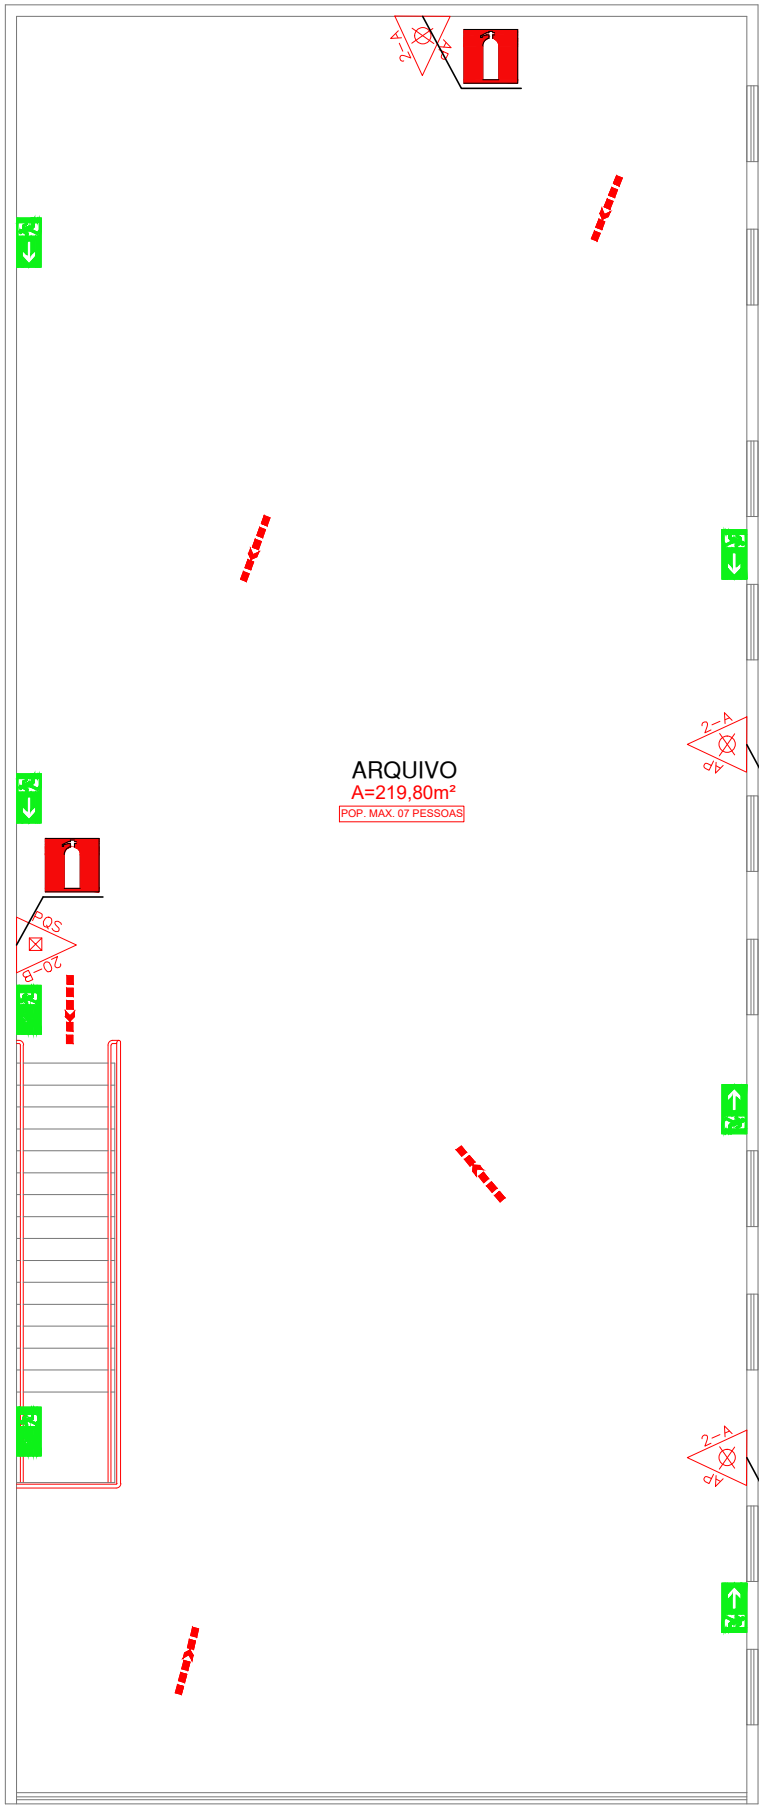 2-A
AP
ARQUIVO
A=219,80m²
POP. MAX. 07 PESSOAS
2-A
AP
PQS
20-B
2-A
AP